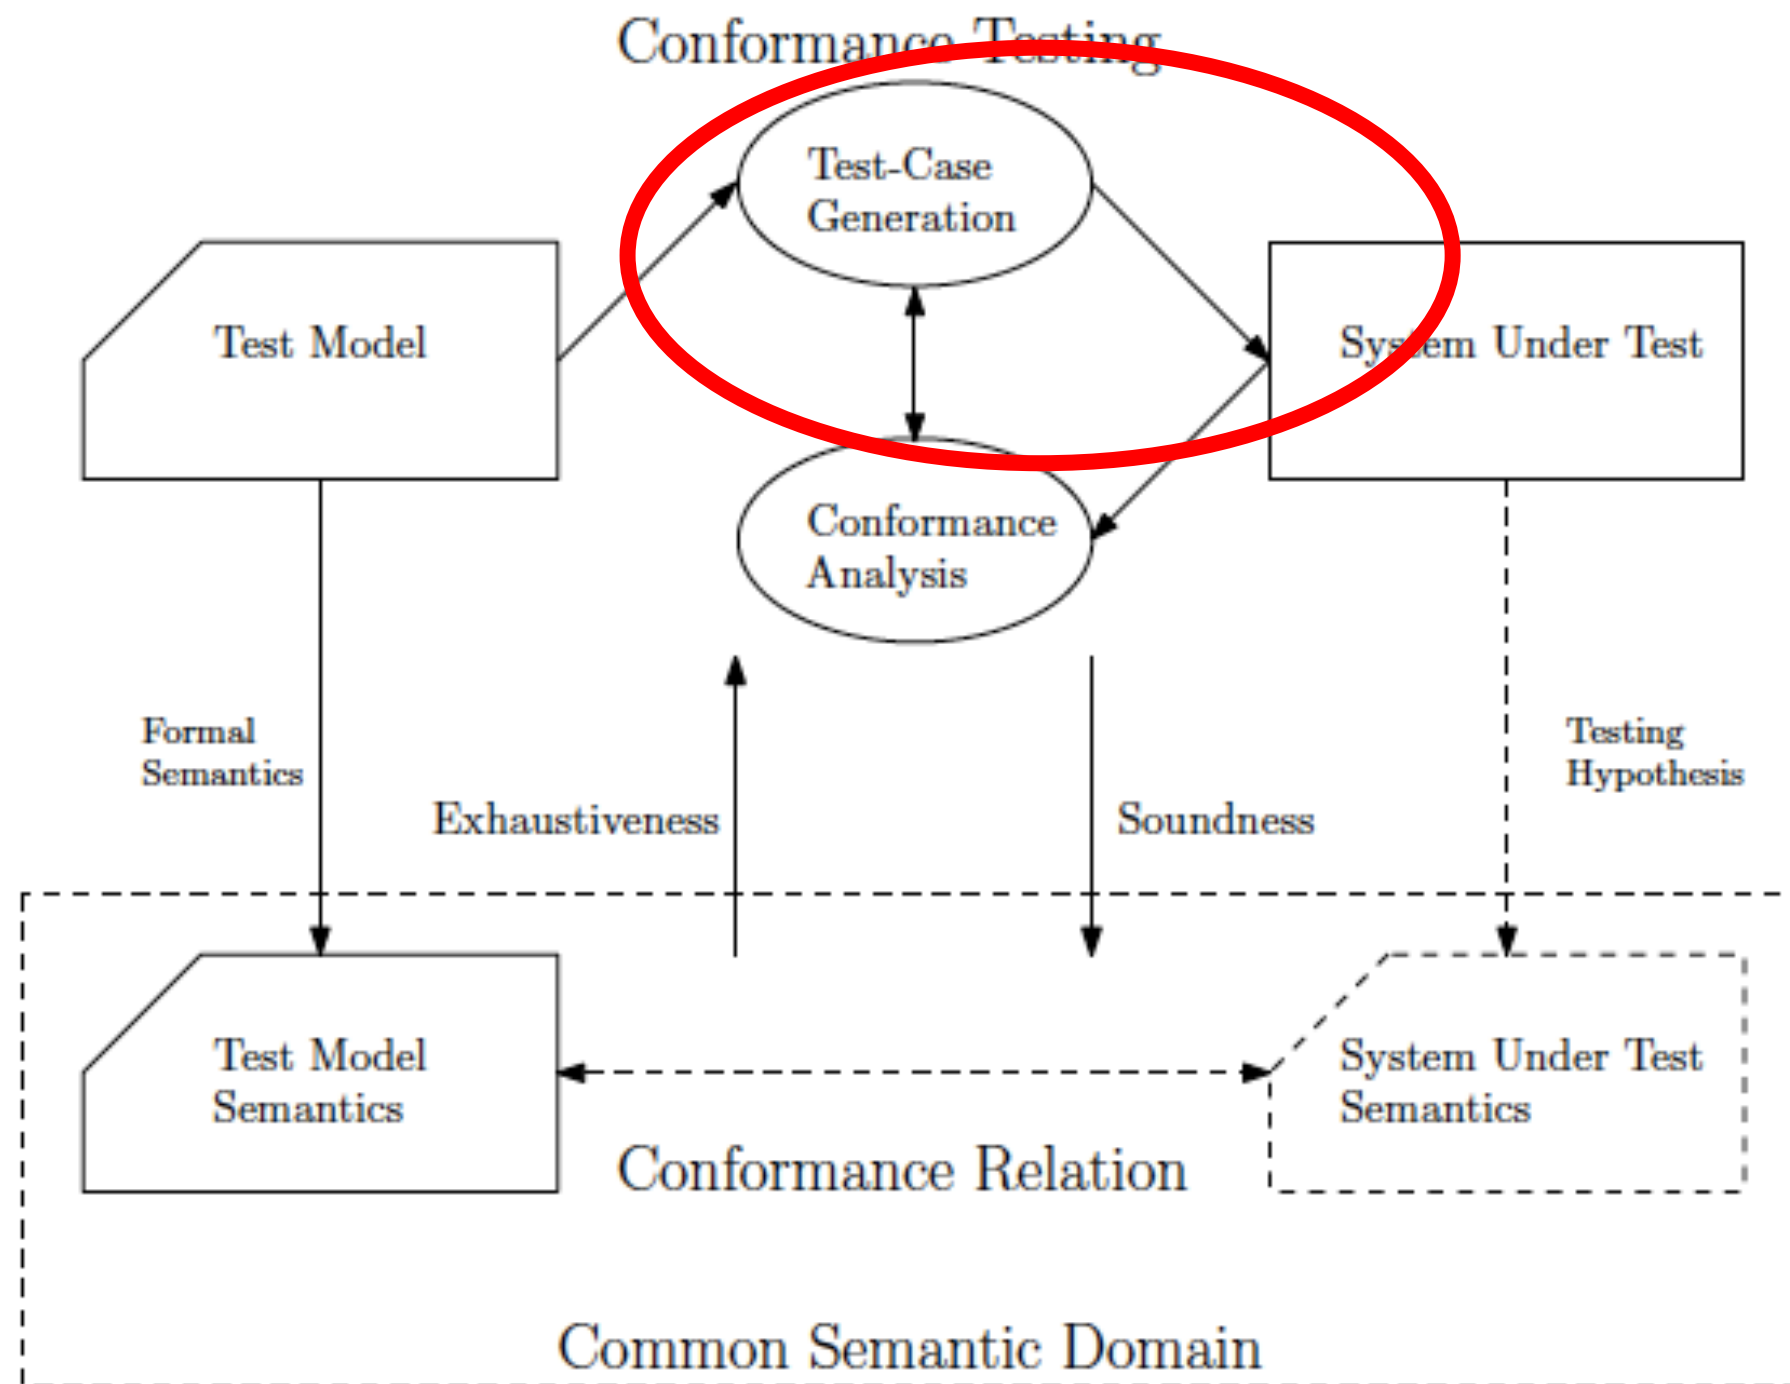 Conformance Testing
Test-Case
Generation
Test Model
System Under Test
Conformance
Analysis
Formal
Semantics
Testing
Hypothesis
Exhaustiveness
Soundness
Test Model
Semantics
System Under Test
Semantics
Conformance Relation
Common Semantic Domain